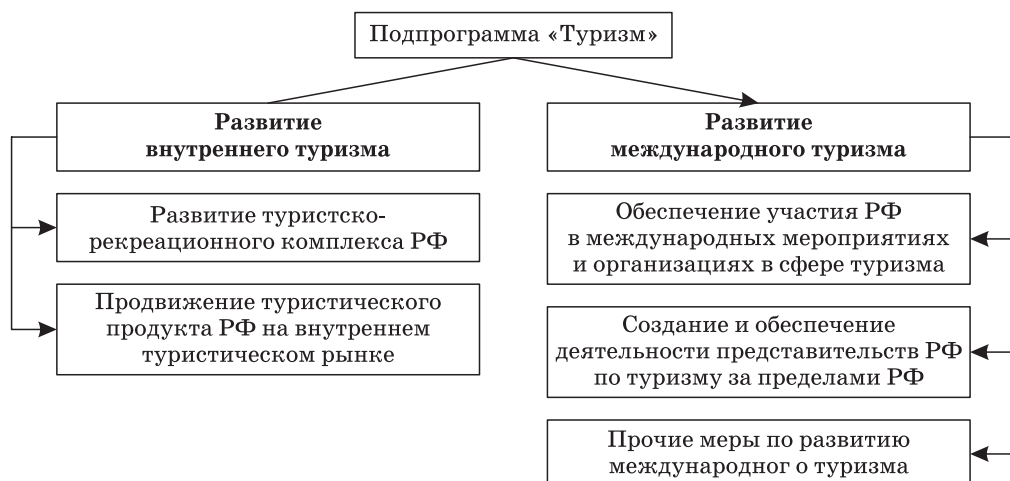 Подпрограмма «Туризм»
Развитие
внутреннего туризма
Развитие туристско-
рекреационного комплекса РФ
Продвижение туристического
продукта РФ на внутреннем
туристическом рынке
Развитие
международного туризма
Обеспечение участия РФ
в международных мероприятиях
и организациях в сфере туризма
Создание и обеспечение
деятельности представительств РФ
по туризму за пределами РФ
Прочие меры по развитию
международног о туризма